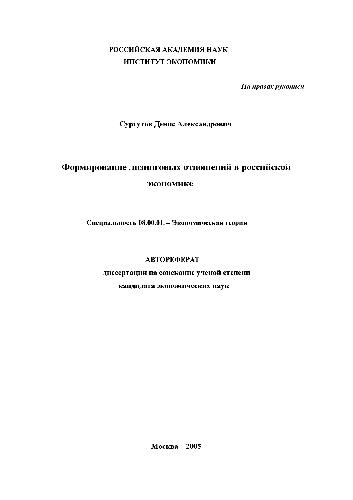 РОССИЙСКАЯ АКАДЕМИЯ НАУК
ИНСТИТУТ ЭКОНОМИКИ
На правах рукописи
Сургутов Денис Александрович
Формирование лизинговых отношений в российской
экономике
Специальность 08.00.01. – Экономическая теория
АВТОРЕФЕРАТ
диссертации на соискание ученой степени
кандидата экономических наук
Москва – 2005